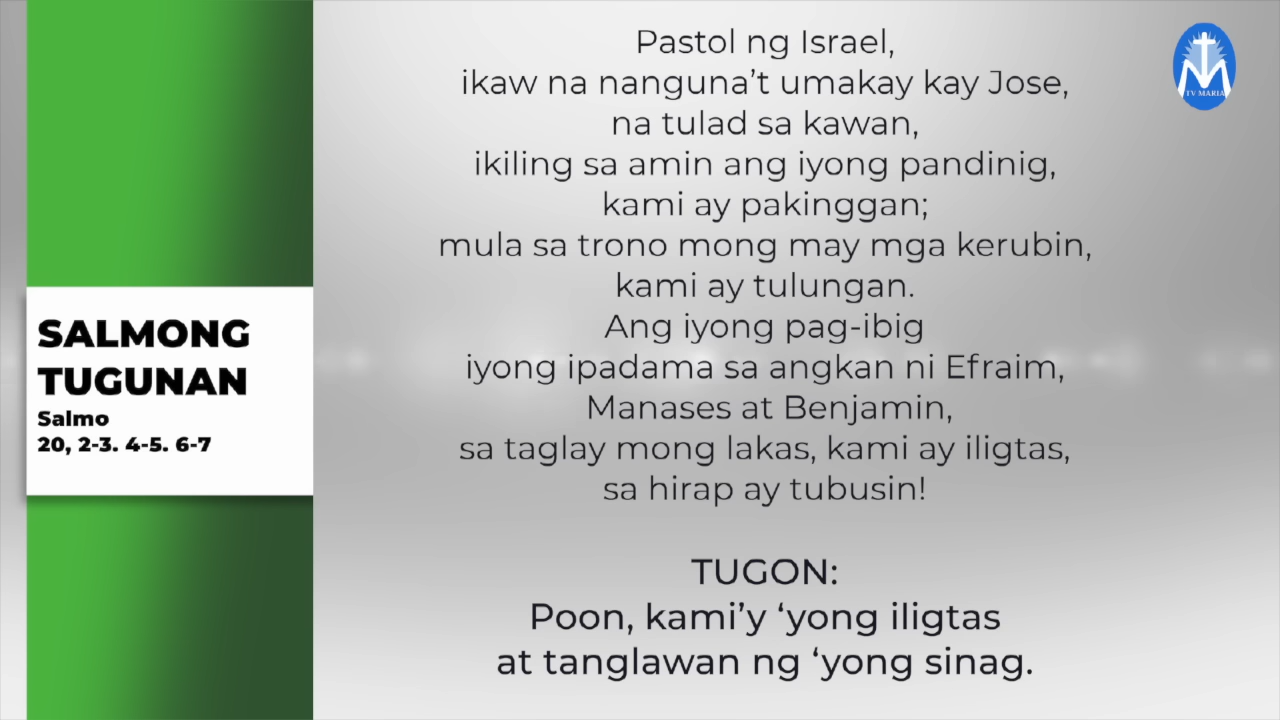 Pastol ng Israel,
ikaw na nanguna’t umakay kay Jose,
na tulad sa kawan,
ikiling sa amin ang iyong pandinig,
kami ay pakinggan;
mula sa trono mong may mga kerubin,
kami ay tulungan.
Ang iyong pag-ibig
iyong ipadama sa angkan ni Efraim,
Manases at Benjamin,
sa taglay mong lakas, kami ay iligtas,
sa hirap ay tubusin!
TUGON:
Poon, kami’y ‘yong iligtas
at tanglawan ng ‘yong sinag.
SALMONG
TUGUNAN
Salmo
20, 2-3. 4-5. 6-7
TV MARIA